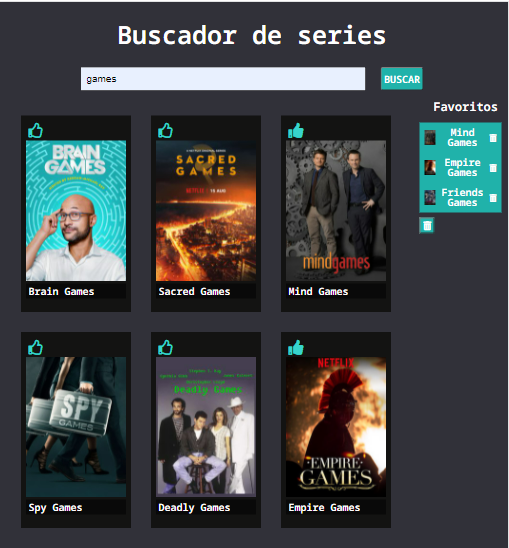 Buscador de series
games
BUSCAR
Favoritos
Mind
Games
Empire
Games
Friends
Games
BRAIN
GAMES
Brain Games
SACRED
GAMES
NETFLIX
Sacred Games
mindgames
Mind Games
SPY
GAMES
Spy Games
Deadly Games
Deadly Games
NETFLIX
EMPIRE
GAMES
Empire Games